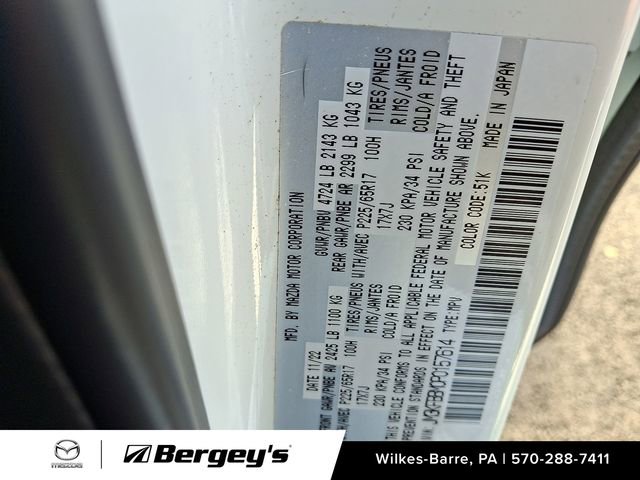 MFD. BY MAZDA MOTOR CORPORATION
DATE 11/22 GVWR/PNBV 4724 LB 2143 KG
FRONT GAWR/PNBE AV 2425 LB 1100 KG REAR GAWR/PNBE AR 2299 LB 1043 KG
TIRES/PNEUS WITH/AVEC P225/65R17 100H TIRES/PNEUS
/AVEC P225/65R17 100H
17X7J RIMS/JANTES 17X7J RIMS/JANTES
230 KPA/34 PSI COLD/A FROID 230 KPA/34 PSI COLD/A FROID
THIS VEHICLE CONFORMS TO ALL APPLICABLE FEDERAL MOTOR VEHICLE SAFETY AND THEFT
STANDARDS IN EFFECT ON THE DATE OF MANUFACTURE SHOWN ABOVE.
TYPE:MPV
COLOR CODE:51K MADE IN JAPAN
mazda Bergey's Wilkes-Barre, PA | 570-288-7411